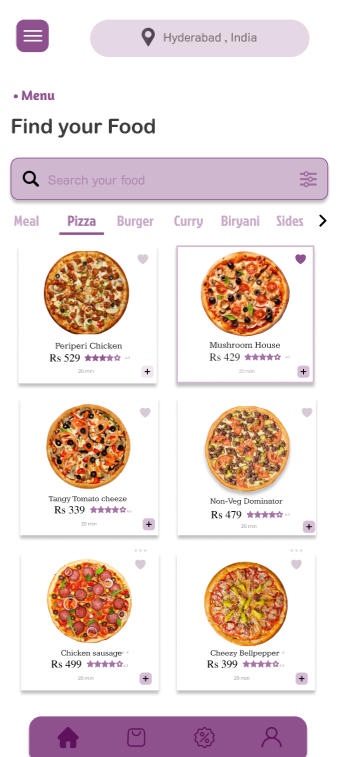 Hyderabad , India
• Menu
Find your Food
Search your food
Meal Pizza Burger Curry Biryani Sides
Periperi Chicken
Rs 529
20 min
+
Mushroom House
Rs 429
20 min
+
Tangy Tomato cheeze
Rs 339
20 min
+
Non-Veg Dominator
Rs 479
20 min
+
Chicken sausage
Rs 499
20 min
+
Cheezy Bellpepper
Rs 399
20 min
+